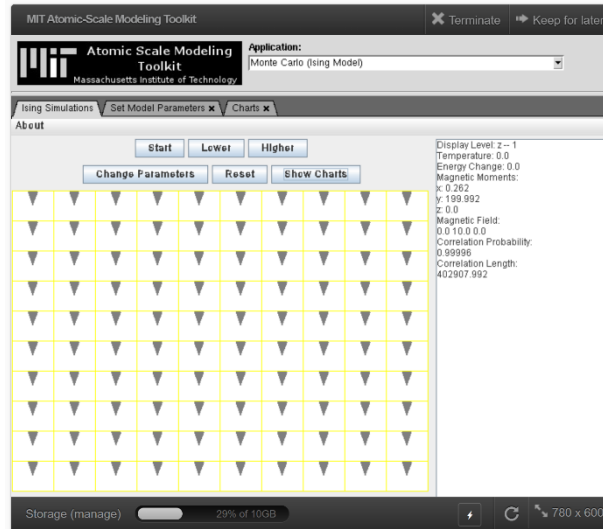 MIT Atomic-Scale Modeling Toolkit
Terminate
Keep for later
Atomic Scale Modeling
Toolkit
Massachusetts Institute of Technology
Application:
Monte Carlo (Ising Model)
Ising Simulations
Set Model Parameters
Charts
About
Start
Lower
Higher
Change Parameters
Reset
Show Charts
Display Level: z -- 1
Temperature: 0.0
Energy Change: 0.0
Magnetic Moments:
x: 0.262
y: 199.992
z: 0.0
Magnetic Field:
0.0 10.0 0.0
Correlation Probability:
0.99996
Correlation Length:
402907.992
Storage (manage)
29% of 10GB
780 x 600